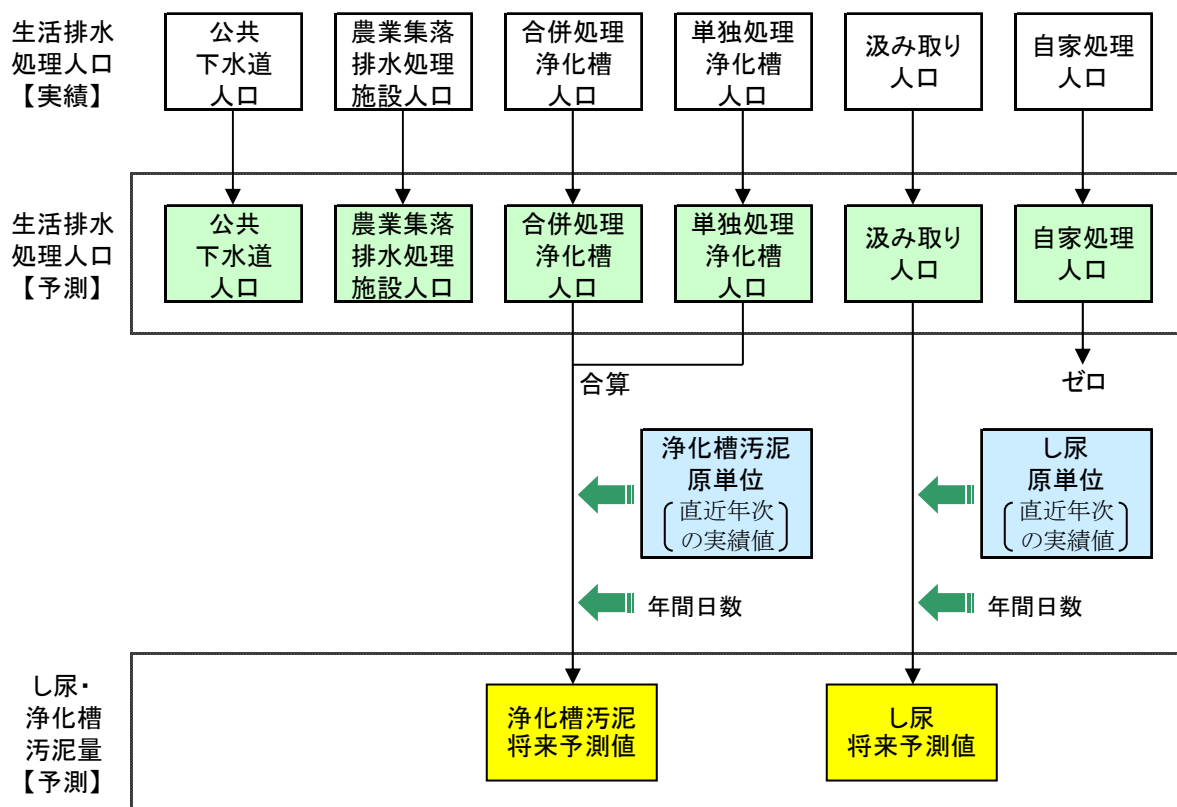 生活排水
処理人口
【実績】
公共
下水道
人口
農業集落
排水処理
施設人口
合併処理
浄化槽
人口
単独処理
浄化槽
人口
汲み取り
人口
自家処理
人口
生活排水
処理人口
【予測】
公共
下水道
人口
農業集落
排水処理
施設人口
合併処理
浄化槽
人口
単独処理
浄化槽
人口
汲み取り
人口
自家処理
人口
合算
ゼロ
浄化槽汚泥
原単位
直近年次
の実績値
し尿
原単位
直近年次
の実績値
年間日数
年間日数
し尿・
浄化槽
汚泥量
【予測】
浄化槽汚泥
将来予測値
し尿
将来予測値